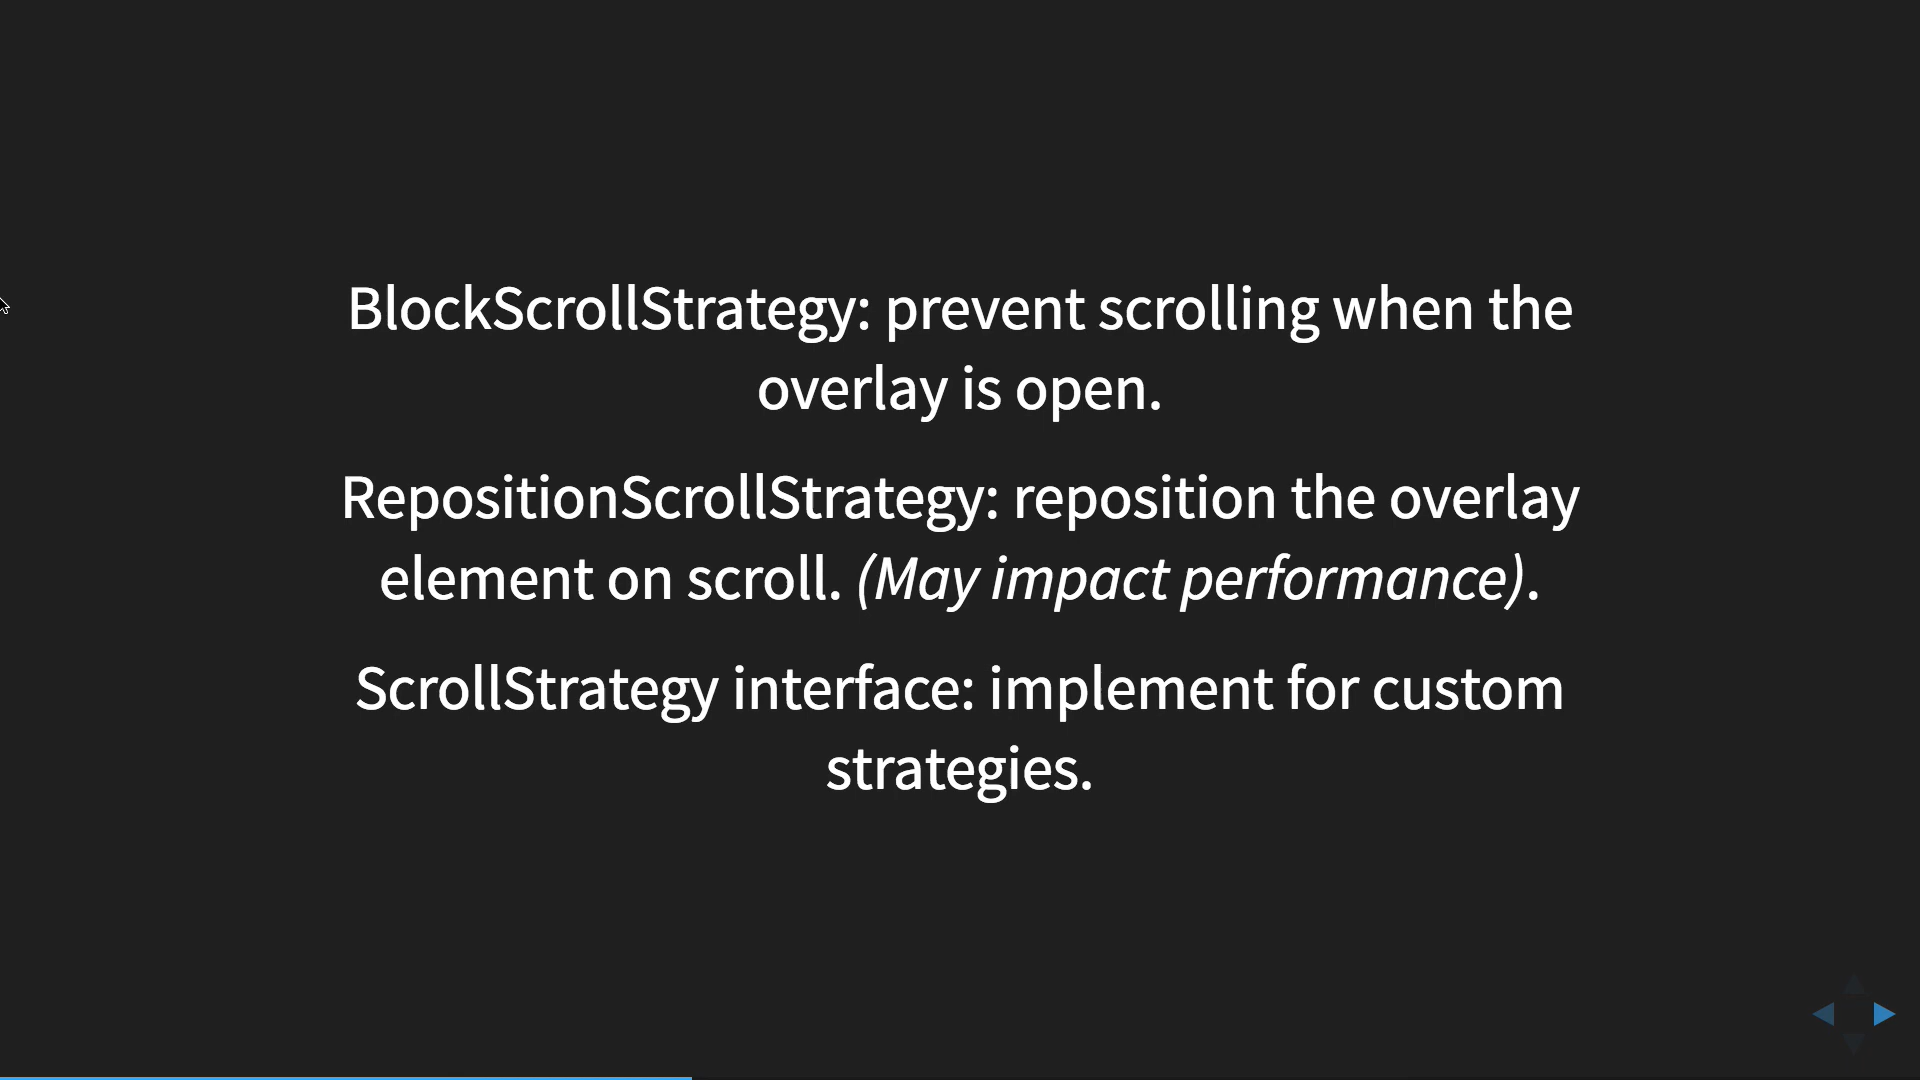 BlockScrollStrategy: prevent scrolling when the
overlay is open.
RepositionScrollStrategy: reposition the overlay
element on scroll. (May impact performance).
ScrollStrategy interface: implement for custom
strategies.